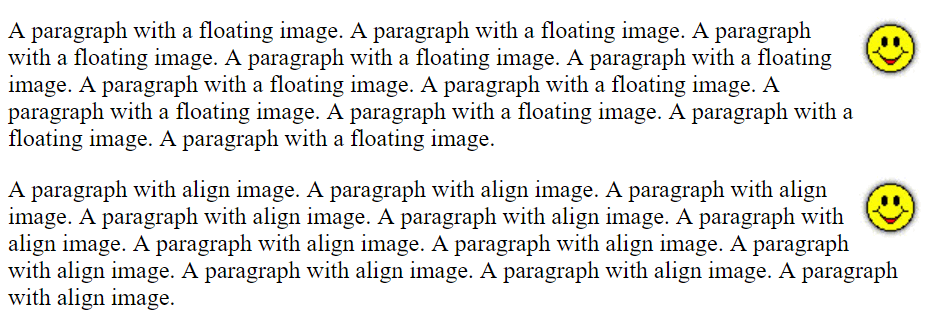 A paragraph with a floating image. A paragraph with a floating image. A paragraph
with a floating image. A paragraph with a floating image. A paragraph with a floating
image. A paragraph with a floating image. A paragraph with a floating image. A
paragraph with a floating image. A paragraph with a floating image. A paragraph with a
floating image. A paragraph with a floating image.
A paragraph with align image. A paragraph with align image. A paragraph with align
image. A paragraph with align image. A paragraph with align image. A paragraph with
align image. A paragraph with align image. A paragraph with align image. A paragraph
with align image. A paragraph with align image. A paragraph with align image. A paragraph
with align image.